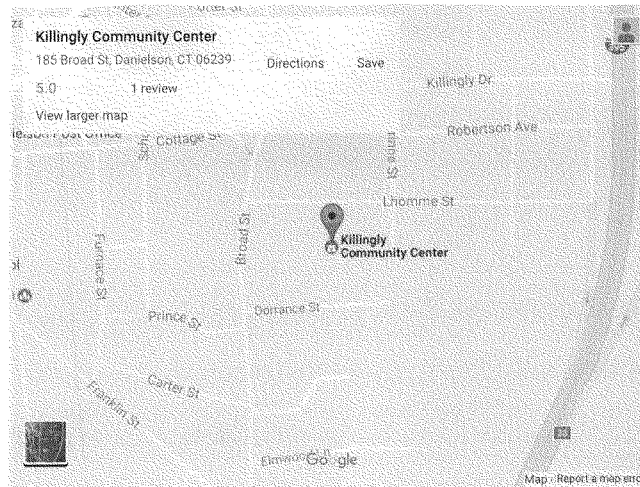 Killingly Community Center
185 Broad St, Danielson, CT 06239
Directions
Save
5.0
1 review
View larger map
Killingly Dr
Robertson Ave
Cottage St
Lhomme St
Broad St
Furnace St
Killingly
Community Center
Dorrance St
Prince St
Carter St
Franklin St
Google
Map
Report a map